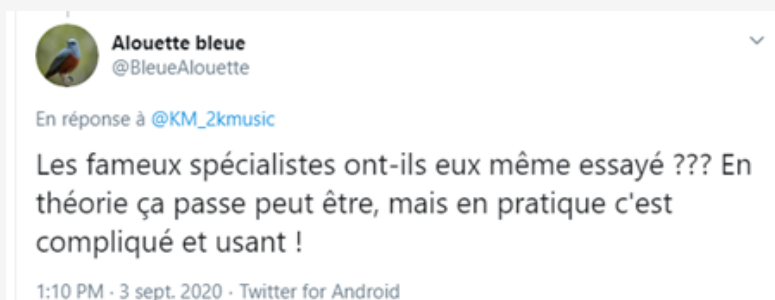 Alouette bleue
@BleueAlouette
En réponse à @KM_2kmusic
Les fameux spécialistes ont-ils eux même essayé ??? En
théorie ça passe peut être, mais en pratique c'est
compliqué et usant !
1:10 PM · 3 sept. 2020 · Twitter for Android